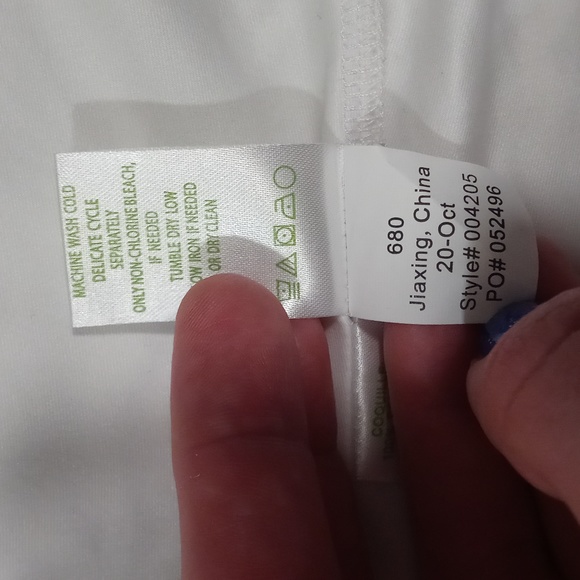 MACHINE WASH COLD
DELICATE CYCLE
SEPARATELY
ONLY NON-CHLORINE BLEACH,
IF NEEDED
TUMBLE DRY LOW
IRON IF NEEDED
OR DRY CLEAN
680
Jiaxing, China
20-Oct
Style# 004205
PO# 052496